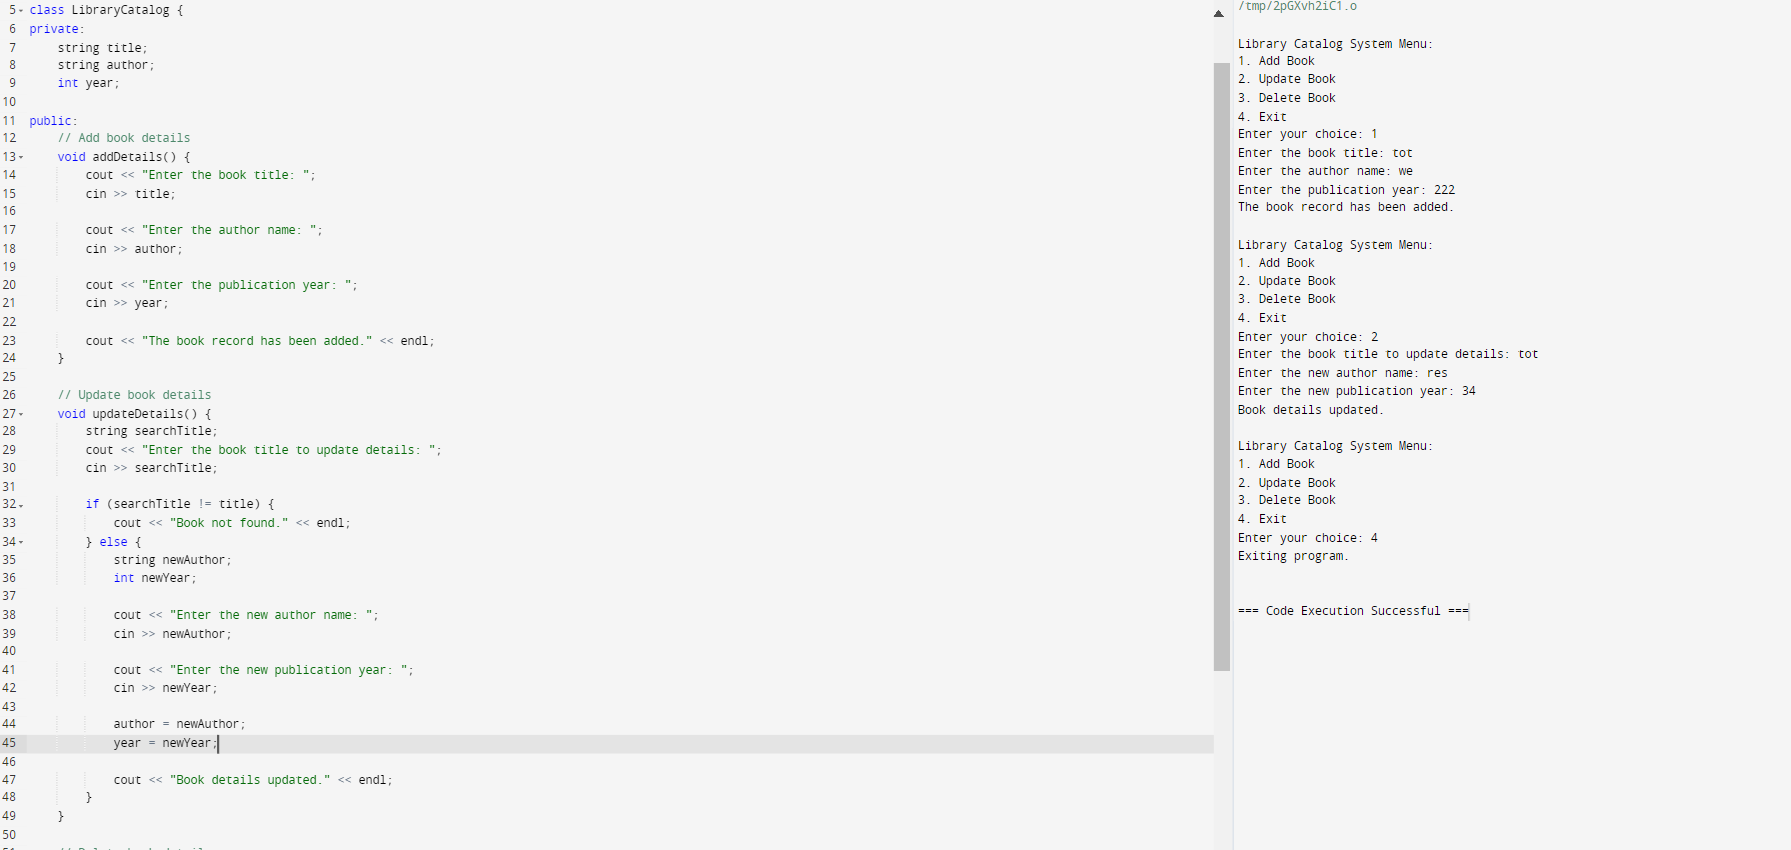 5 class LibraryCatalog {
6 private:
7     string title;
8     string author;
9     int year;
10
11 public:
12     // Add book details
13     void addDetails() {
14         cout << "Enter the book title: ";
15         cin >> title;
16
17         cout << "Enter the author name: ";
18         cin >> author;
19
20         cout << "Enter the publication year: ";
21         cin >> year;
22
23         cout << "The book record has been added." << endl;
24     }
25
26     // Update book details
27     void updateDetails() {
28         string searchTitle;
29         cout << "Enter the book title to update details: ";
30         cin >> searchTitle;
31
32         if (searchTitle != title) {
33             cout << "Book not found." << endl;
34         } else {
35             string newAuthor;
36             int newYear;
37
38             cout << "Enter the new author name: ";
39             cin >> newAuthor;
40
41             cout << "Enter the new publication year: ";
42             cin >> newYear;
43
44             author = newAuthor;
45             year = newYear;
46
47             cout << "Book details updated." << endl;
48         }
49     }
50
/tmp/2pGXvh2iC1.o
Library Catalog System Menu:
1. Add Book
2. Update Book
3. Delete Book
4. Exit
Enter your choice: 1
Enter the book title: tot
Enter the author name: we
Enter the publication year: 222
The book record has been added.
Library Catalog System Menu:
1. Add Book
2. Update Book
3. Delete Book
4. Exit
Enter your choice: 2
Enter the book title to update details: tot
Enter the new author name: res
Enter the new publication year: 34
Book details updated.
Library Catalog System Menu:
1. Add Book
2. Update Book
3. Delete Book
4. Exit
Enter your choice: 4
Exiting program.
=== Code Execution Successful ===